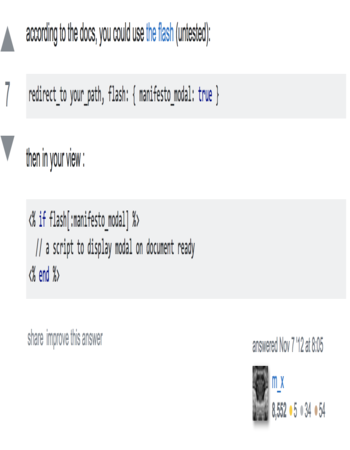 according to the docs, you could use the flash (untested):
7
redirect_to your_path, flash: { manifesto_modal: true }
then in your view :
<% if flash[:manifesto_modal] %>
// a script to display modal on document ready
<% end %>
share improve this answer
answered Nov 7 '12 at 8:05
m_x
8,552 5 34 54